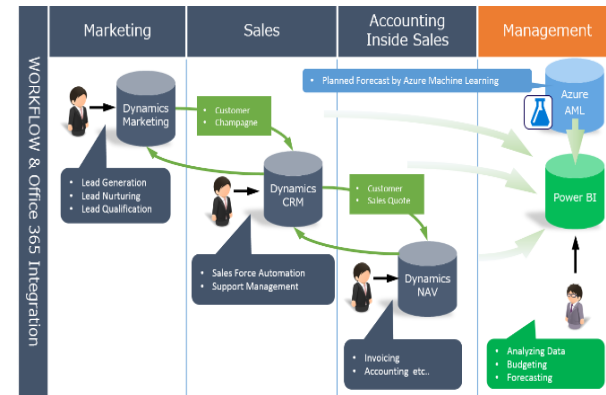 WORKFLOW & Office 365 Integration
Marketing
Sales
Accounting
Inside Sales
Management
• Planned Forecast by Azure Machine Learning
Azure
AML
Dynamics
Marketing
• Customer
• Champagne
• Lead Generation
• Lead Nurturing
• Lead Qualification
Dynamics
CRM
• Customer
• Sales Quote
Power BI
• Sales Force Automation
• Support Management
Dynamics
NAV
• Invoicing
• Accounting etc..
• Analyzing Data
• Budgeting
• Forecasting